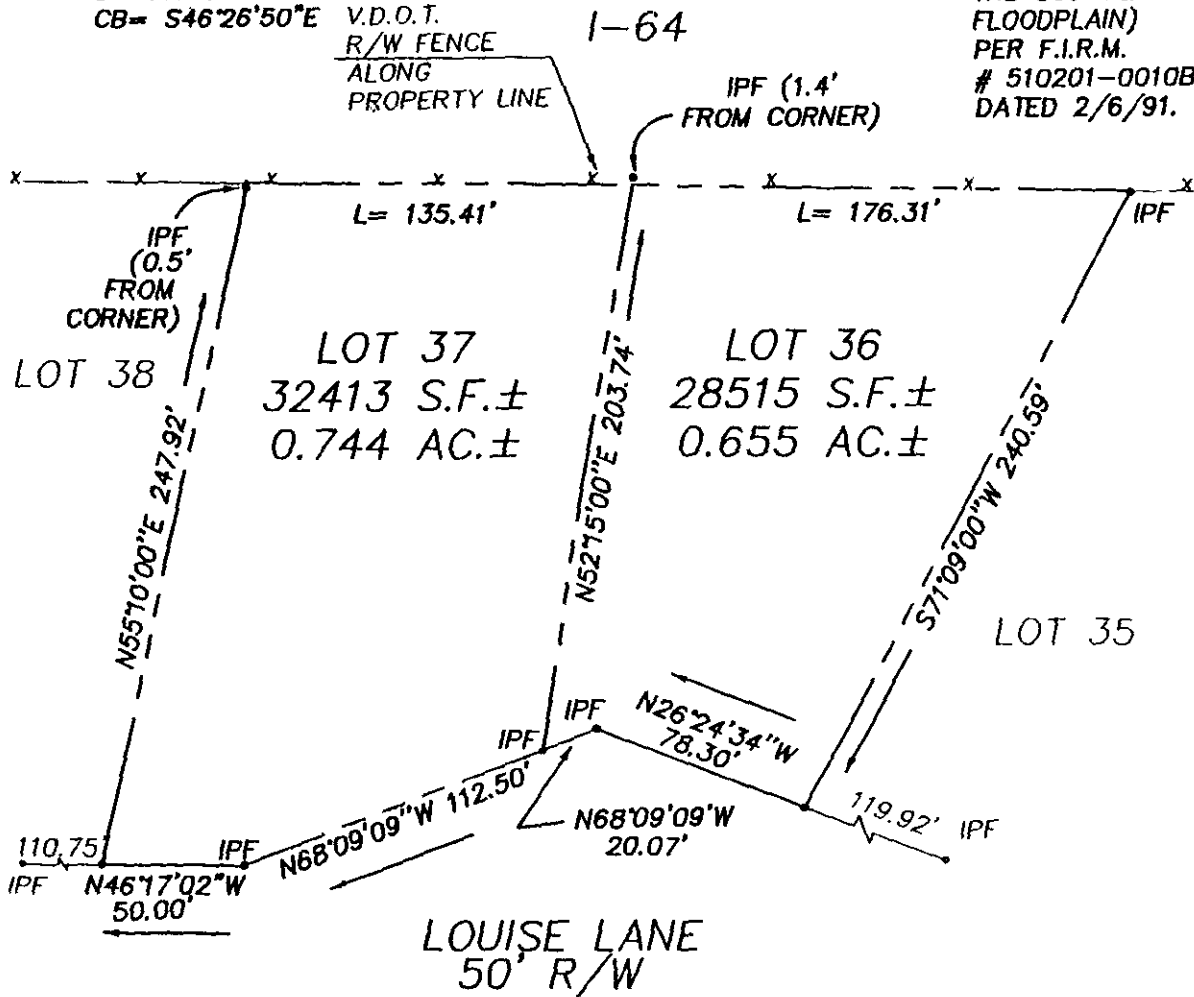 CB= S46°26'50"E
V.D.O.T.
R/W FENCE
ALONG
PROPERTY LINE
I-64
FLOODPLAIN)
PER F.I.R.M.
# 510201-0010B
DATED 2/6/91.
IPF (1.4'
FROM CORNER)
x x x x x x x x
L= 135.41'
L= 176.31'
IPF
IPF
(0.5'
FROM
CORNER)
LOT 38
LOT 37
32413 S.F.±
0.744 AC.±
LOT 36
28515 S.F.±
0.655 AC.±
N55°10'00"E 247.92'
N52°15'00"E 203.74'
S71°09'00"W 240.59'
LOT 35
N26°24'34"W
78.30'
IPF
IPF
N68°09'09"W 112.50'
N68°09'09'W
20.07'
119.92' IPF
110.75'
IPF
IPF
N46°17'02"W
50.00'
LOUISE LANE
50' R/W